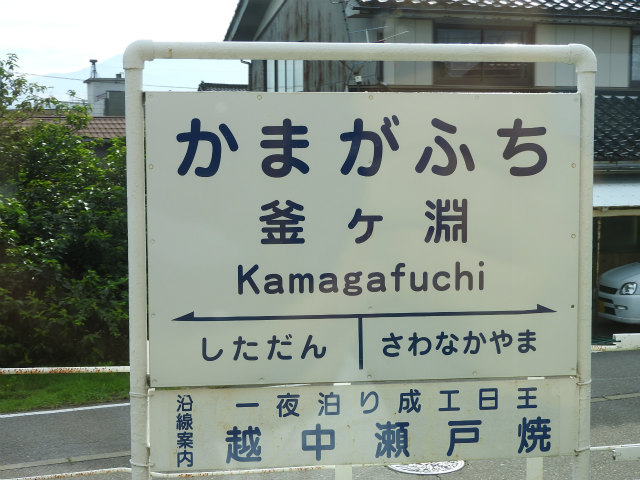 かまがふち
釜ヶ淵
Kamagafuchi
しただん さわなかやま
沿線案内
一夜泊り成工日王
越中瀬戸焼